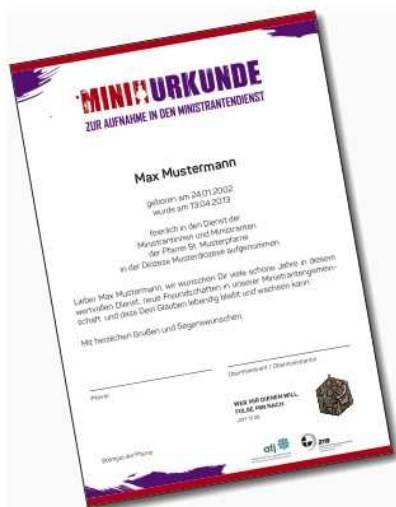 MINI URKUNDE
ZUR AUFNAHME IN DEN MINISTRANTENDIENST
Max Mustermann
geboren am 24.01.2002
wurde am 13.04.2013
feierlich in den Dienst der
Ministrantinnen und Ministranten
der Pfarrei St. Musterpfarrei
in der Diözese Musterdiözese aufgenommen.
Lieber Max Mustermann, wir wünschen Dir viele schöne Jahre in diesem
wertvollen Dienst, neue Freundschaften in unserer Ministrantengemein-
schaft und dass Dein Glauben lebendig bleibt und wachsen kann.
Mit herzlichen Grüßen und Segenswünschen,
Pfarrer
Oberministrant / Oberministrantin
WER MIR DIENEN WILL,
FOLGE MIR NACH.
Stempel der Pfarrei
afj